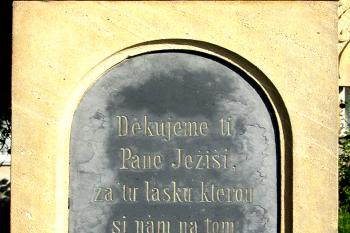 Děkujeme ti
Pane Ježíši,
za tu lásku kterou
si nám na tom